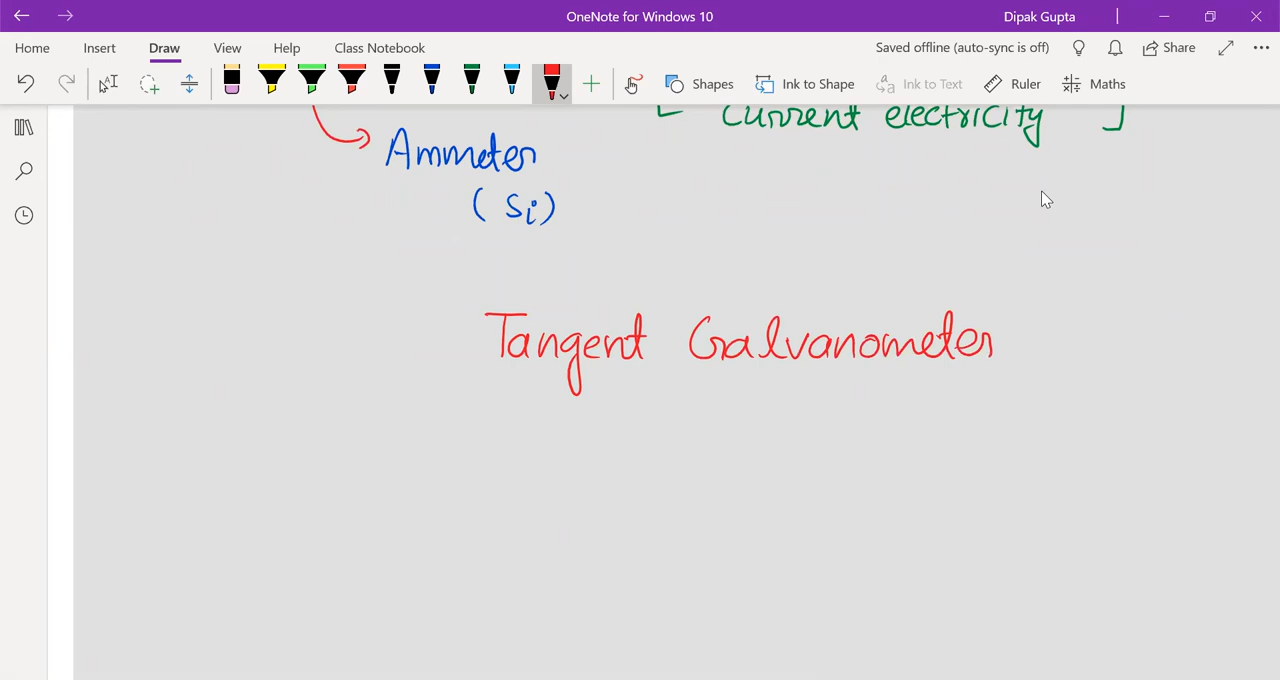 OneNote for Windows 10
Dipak Gupta
Home Insert Draw View Help Class Notebook
Saved offline (auto-sync is off)
Share
Shapes Ink to Shape Ink to Text Ruler Maths
Current electricity
Ammeter
(Si)
Tangent Galvanometer